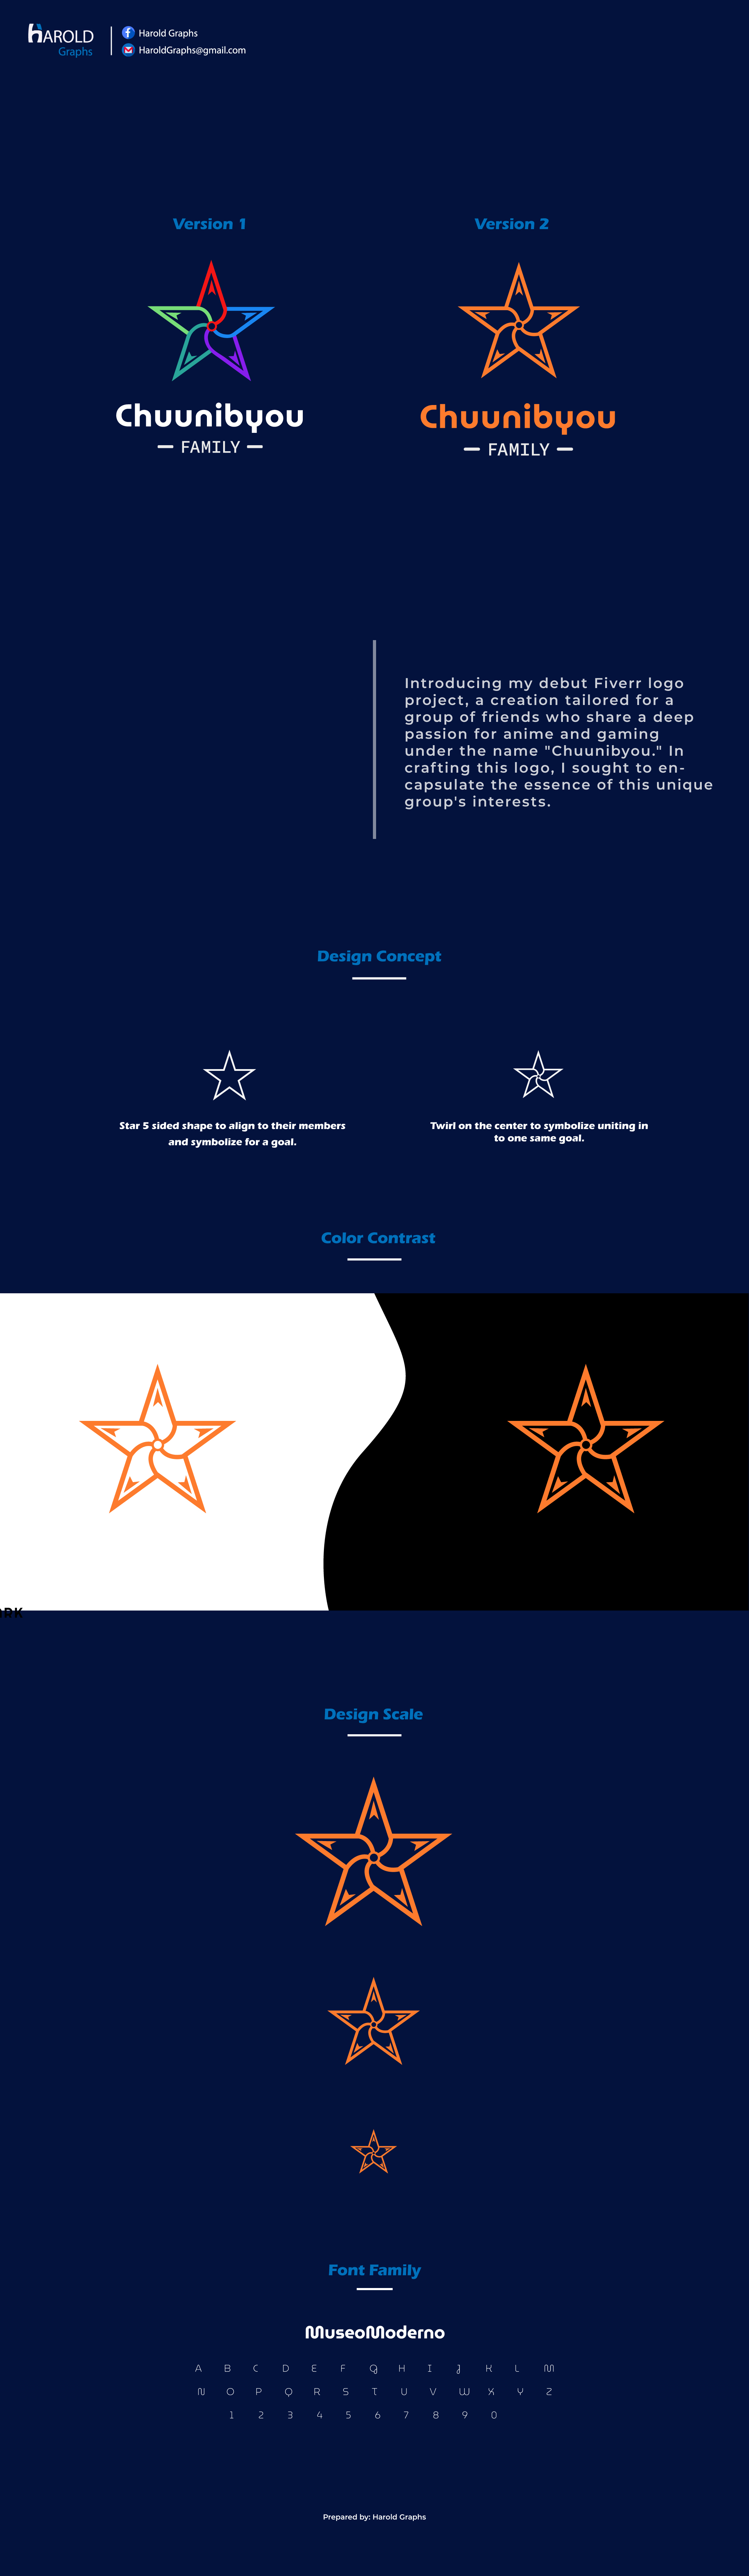 HAROLD
Graphs
Harold Graphs
HaroldGraphs@gmail.com
Version 1
Version 2
Chuunibyou
— FAMILY —
Chuunibyou
— FAMILY —
Introducing my debut Fiverr logo
project, a creation tailored for a
group of friends who share a deep
passion for anime and gaming
under the name "Chuunibyou." In
crafting this logo, I sought to en-
capsulate the essence of this unique
group's interests.
Design Concept
Star 5 sided shape to align to their members
and symbolize for a goal.
Twirl on the center to symbolize uniting in
to one same goal.
Color Contrast
RK
Design Scale
Font Family
MuseoModerno
A B C D E F G H I J K L M
N O P Q R S T U V W X Y Z
1 2 3 4 5 6 7 8 9 0
Prepared by: Harold Graphs